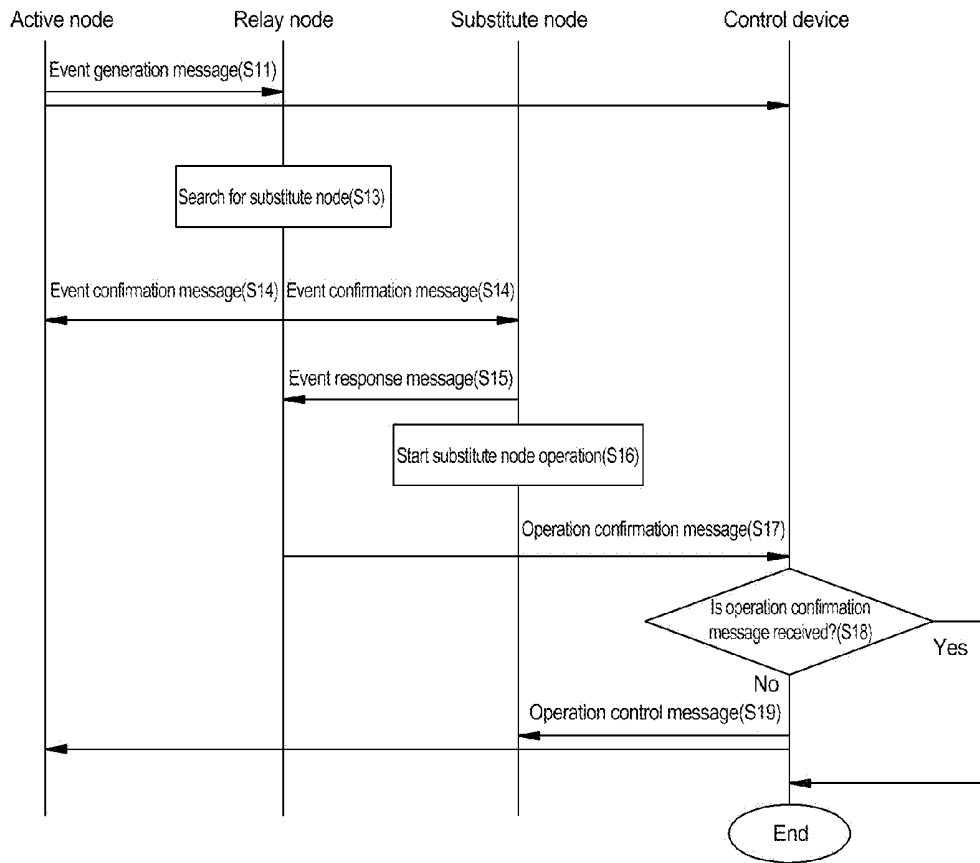 Active node
Relay node
Substitute node
Control device
Event generation message(S11)
Search for substitute node(S13)
Event confirmation message(S14)
Event confirmation message(S14)
Event response message(S15)
Start substitute node operation(S16)
Operation confirmation message(S17)
Is operation confirmation
message received?(S18)
Yes
No
Operation control message(S19)
End